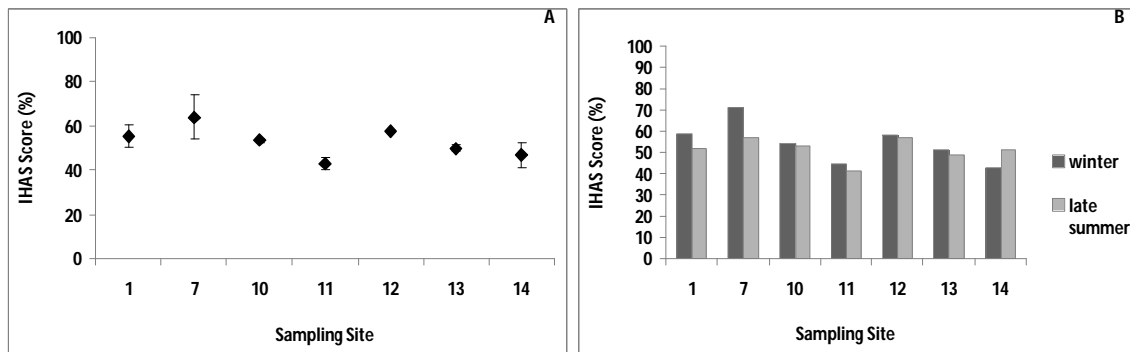 A
100
80
60
40
20
0
IHAS Score (%)
1 7 10 11 12 13 14
Sampling Site
B
100
90
80
70
60
50
40
30
20
10
0
IHAS Score (%)
1 7 10 11 12 13 14
Sampling Site
winter
late
summer